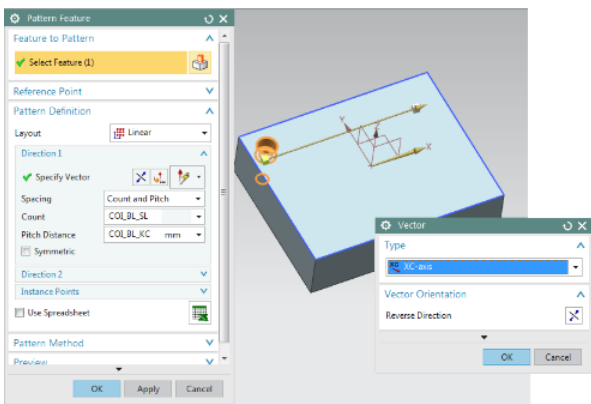 Pattern Feature
Feature to Pattern
Select Feature (1)
Reference Point
Pattern Definition
Layout Linear
Direction 1
Specify Vector
Spacing Count and Pitch
Count COI_BL_SL
Pitch Distance COI_BL_KC mm
Symmetric
Direction 2
Instance Points
Use Spreadsheet
Pattern Method
Preview
OK Apply Cancel
Y
X
Vector
Type
XC XC-axis
Vector Orientation
Reverse Direction
OK Cancel